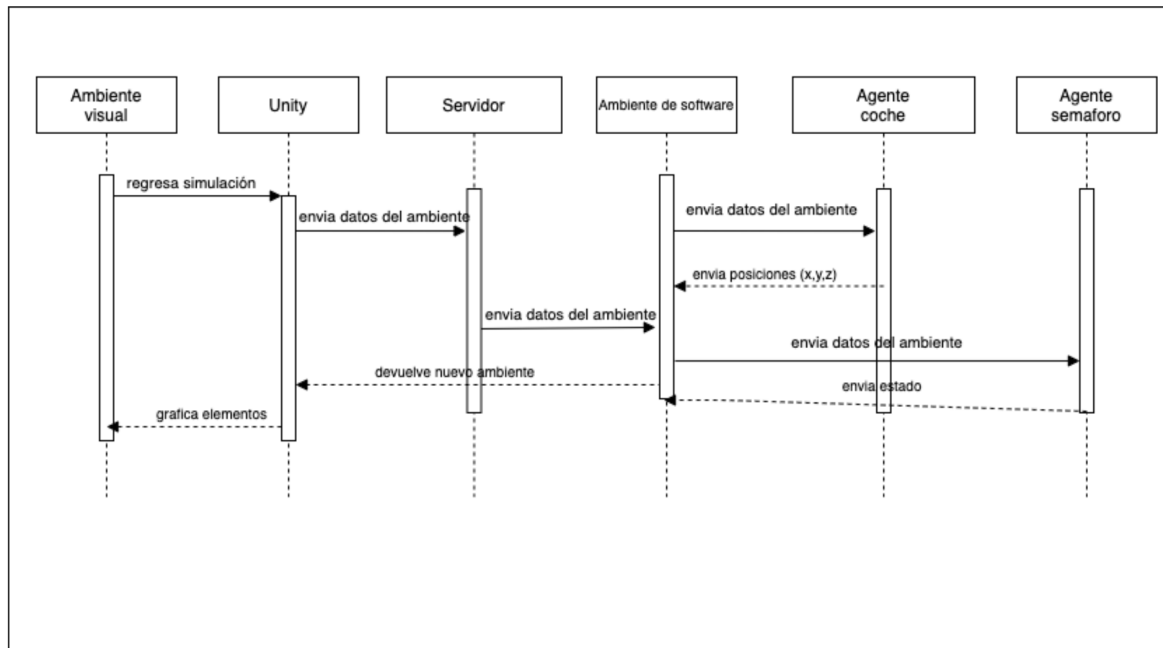 Ambiente
visual
Unity
Servidor
Ambiente de software
Agente
coche
Agente
semaforo
regresa simulación
envia datos del ambiente
envia datos del ambiente
envia posiciones (x,y,z)
envia datos del ambiente
envia datos del ambiente
devuelve nuevo ambiente
envia estado
grafica elementos